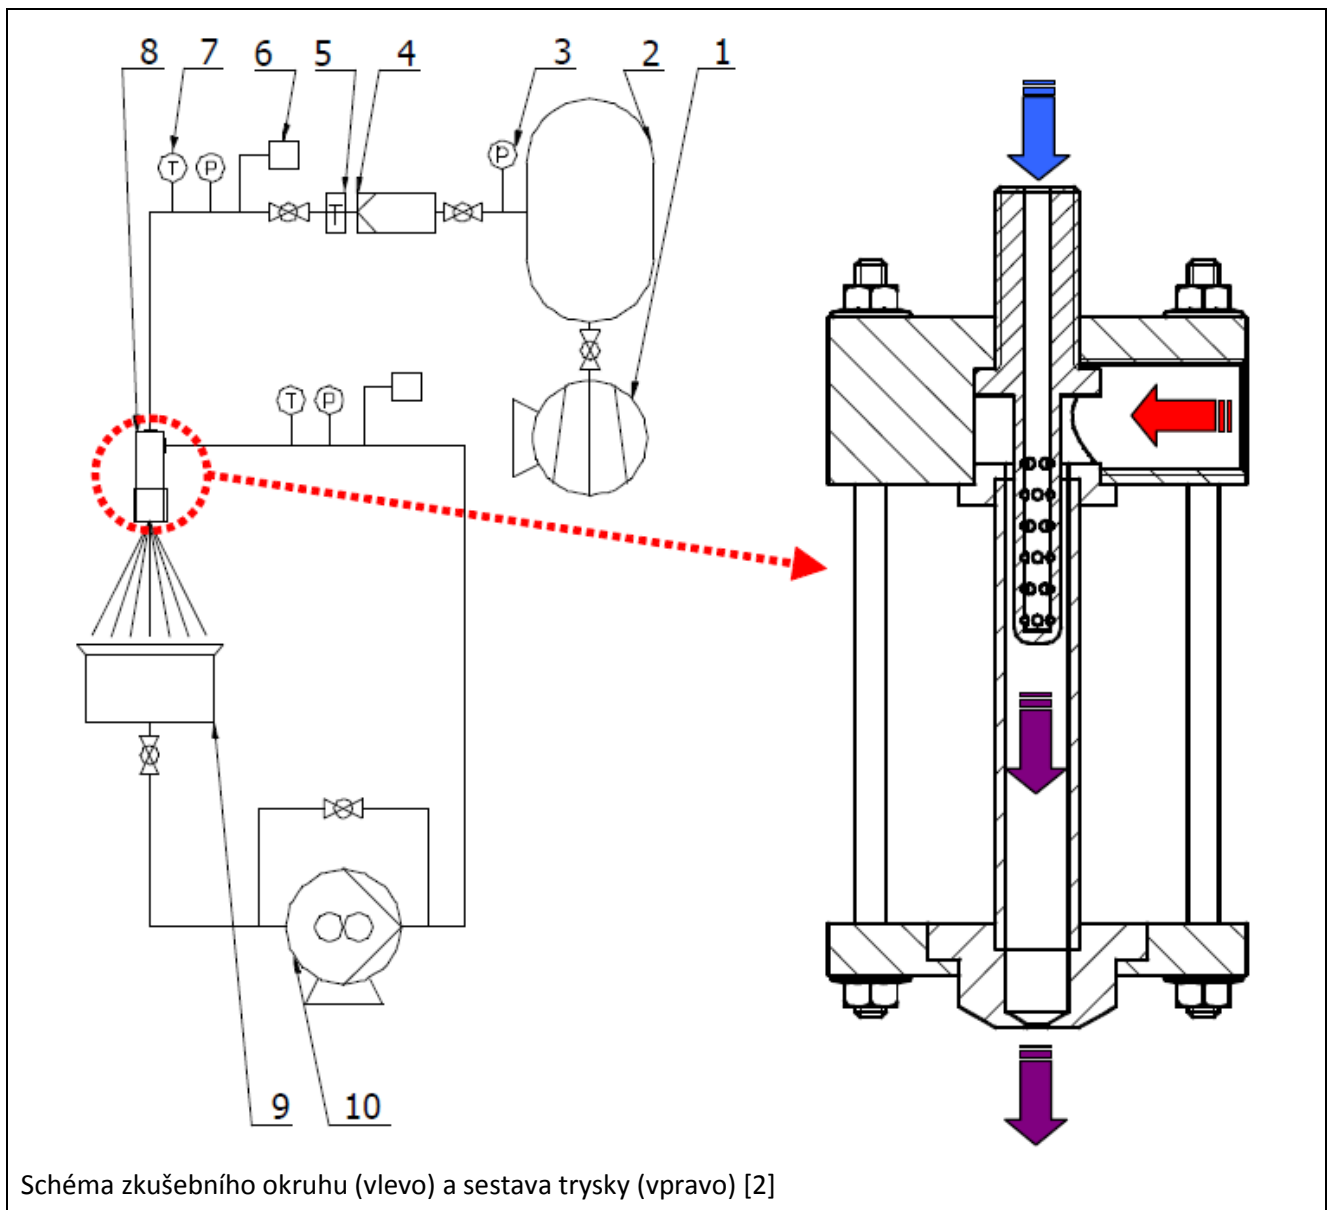 8 7 6 5 4 3 2 1
T P P
T
T P
9 10
Schéma zkušebního okruhu (vlevo) a sestava trysky (vpravo) [2]